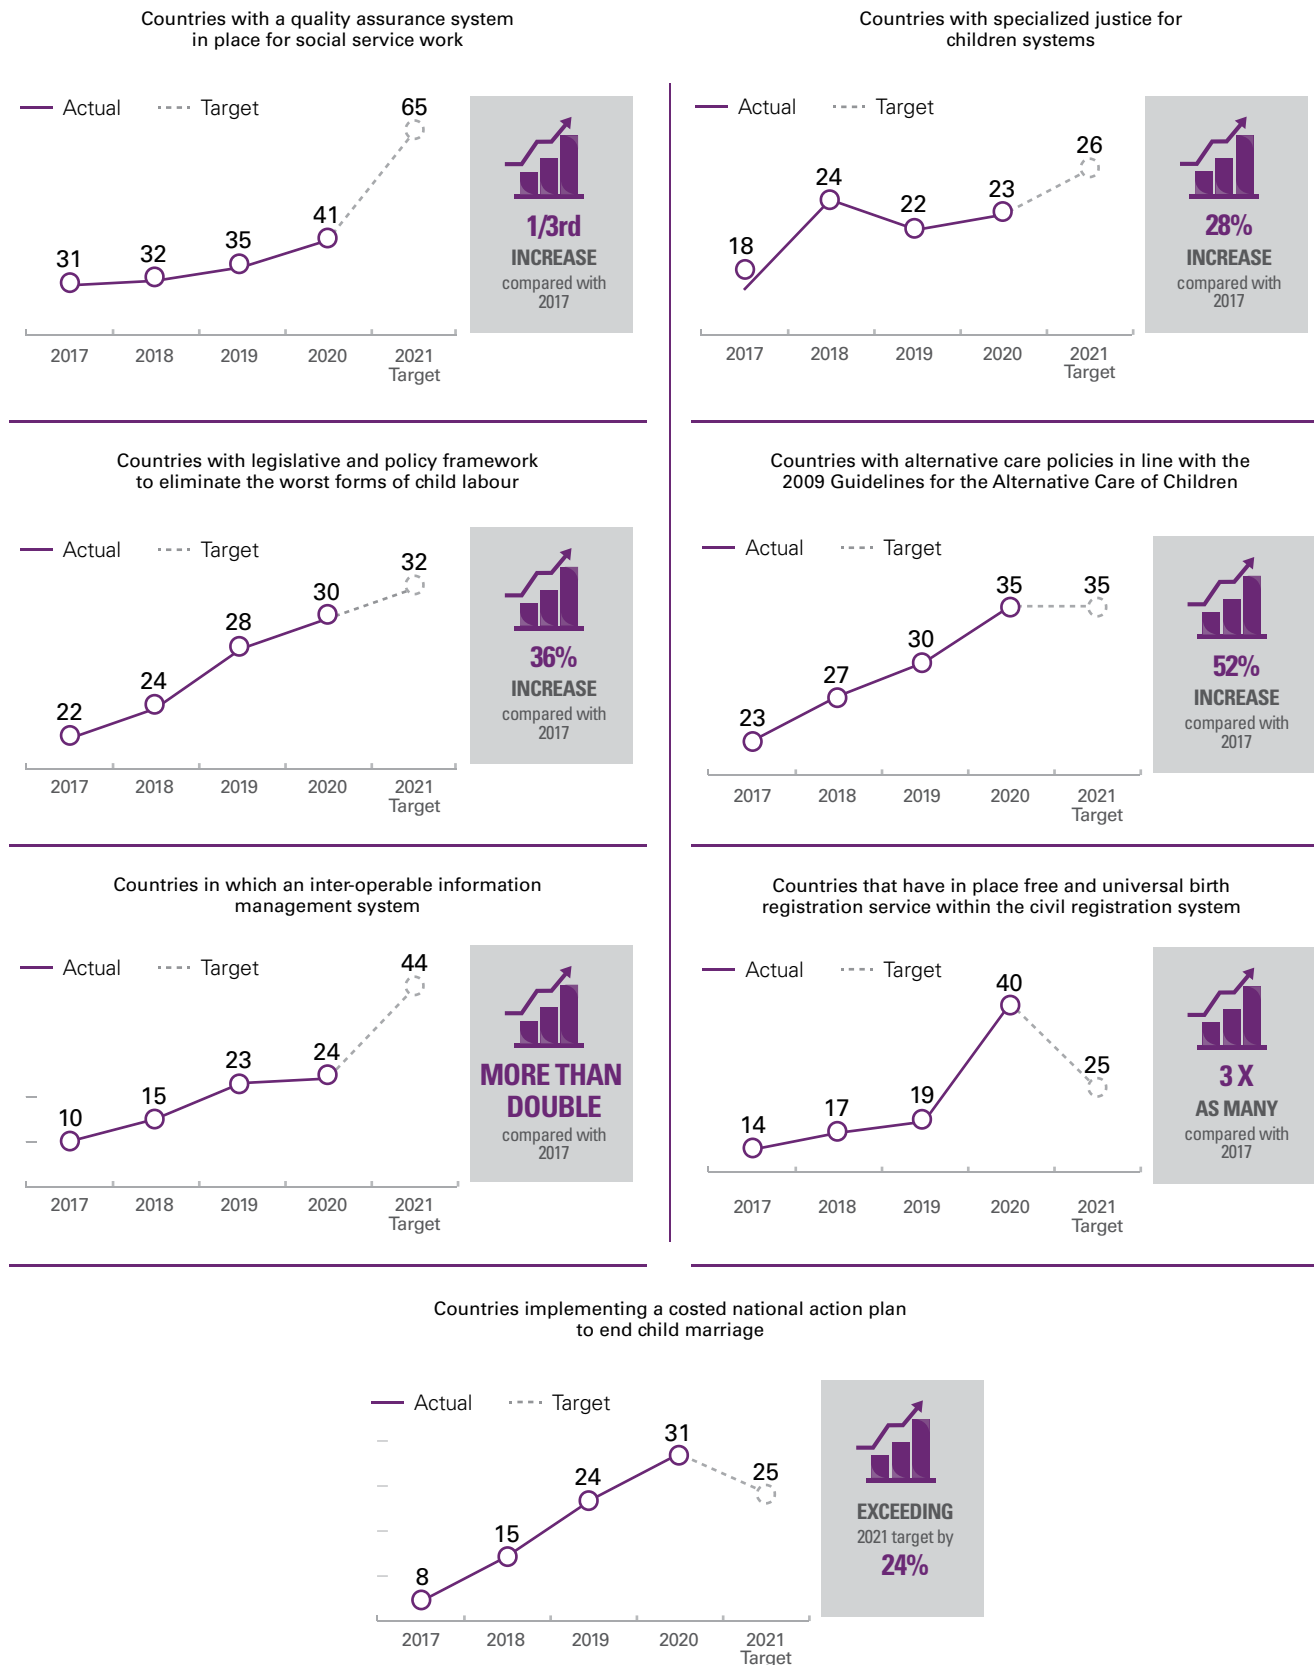 Countries with a quality assurance system
in place for social service work
Actual
Target
31
32
35
41
65
2017
2018
2019
2020
2021
Target
1/3rd
INCREASE
compared with
2017
Countries with specialized justice for
children systems
18
24
22
23
26
2017
2018
2019
2020
2021
Target
28%
INCREASE
compared with
2017
Countries with legislative and policy framework
to eliminate the worst forms of child labour
Actual
Target
22
24
28
30
32
2017
2018
2019
2020
2021
Target
36%
INCREASE
compared with
2017
Countries with alternative care policies in line with the
2009 Guidelines for the Alternative Care of Children
Actual
Target
23
27
30
35
35
2017
2018
2019
2020
2021
Target
52%
INCREASE
compared with
2017
Countries in which an inter-operable information
management system
Actual
Target
10
15
23
24
44
2017
2018
2019
2020
2021
Target
MORE THAN
DOUBLE
compared with
2017
Countries that have in place free and universal birth
registration service within the civil registration system
Actual
Target
14
17
19
40
25
2017
2018
2019
2020
2021
Target
3 X
AS MANY
compared with
2017
Countries implementing a costed national action plan
to end child marriage
Actual
Target
8
15
24
31
25
2017
2018
2019
2020
2021
Target
EXCEEDING
2021 target by
24%